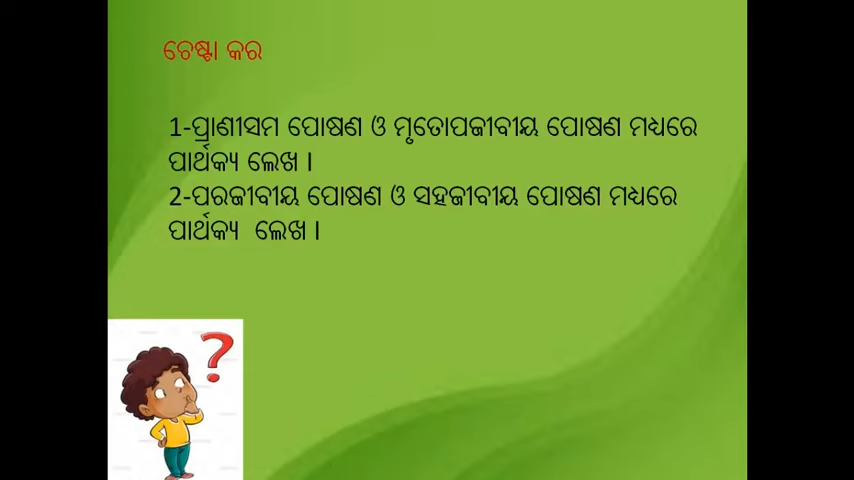 ଚେଷ୍ଟା କର
1-ପ୍ରାଣୀସମ ପୋଷଣ ଓ ମୃତୋପଜୀବୀୟ ପୋଷଣ ମଧ୍ୟରେ
ପାର୍ଥକ୍ୟ ଲେଖ ।
2-ପରଜୀବୀୟ ପୋଷଣ ଓ ସହଜୀବୀୟ ପୋଷଣ ମଧ୍ୟରେ
ପାର୍ଥକ୍ୟ ଲେଖ ।
?